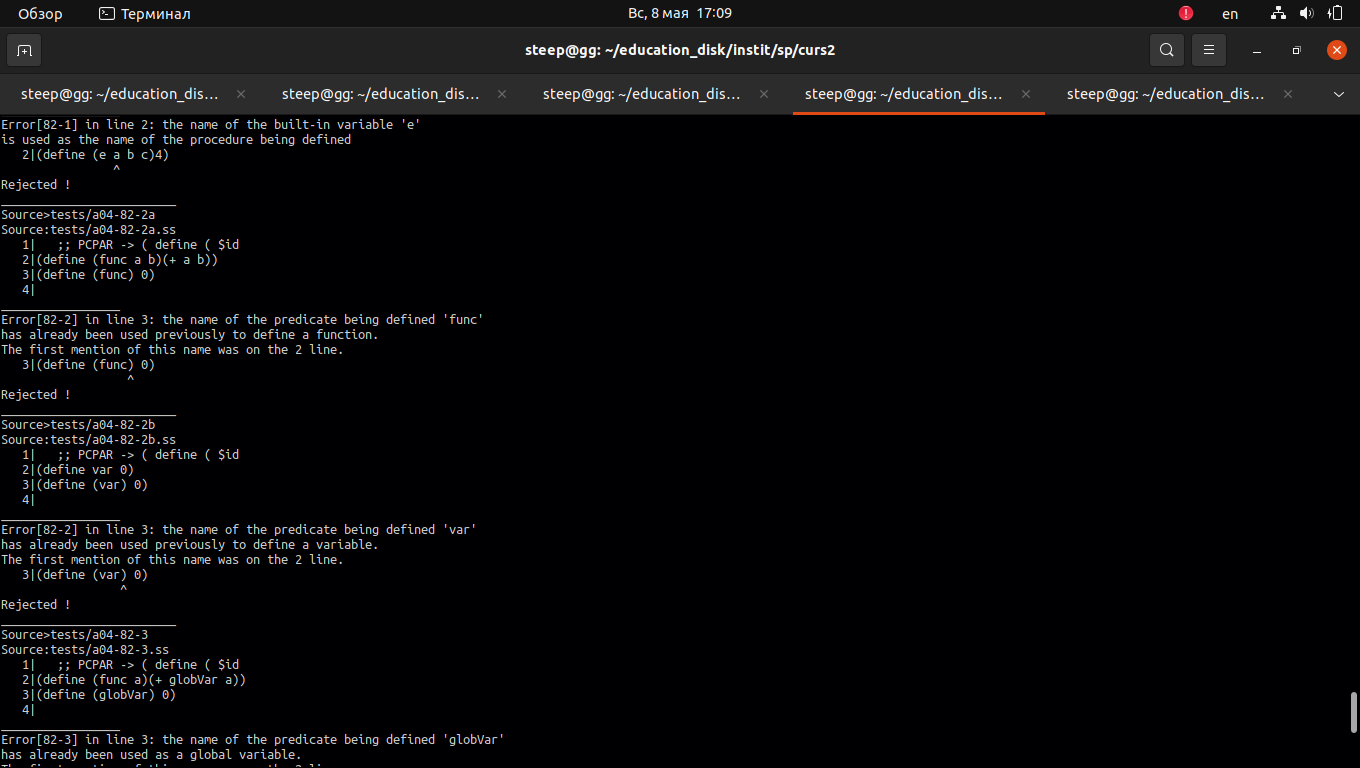 Обзор Терминал Вс, 8 мая 17:09 en
steep@gg: ~/education_disk/instit/sp/curs2
steep@gg: ~/education_dis… × steep@gg: ~/education_dis… × steep@gg: ~/education_dis… × steep@gg: ~/education_dis… × steep@gg: ~/education_dis… ×
Error[82-1] in line 2: the name of the built-in variable 'e'
is used as the name of the procedure being defined
   2|(define (e a b c)4)
                ^
Rejected !
_________________________
Source>tests/a04-82-2a
Source:tests/a04-82-2a.ss
   1|   ;; PCPAR -> ( define ( $id
   2|(define (func a b)(+ a b))
   3|(define (func) 0)
   4|
_________________
Error[82-2] in line 3: the name of the predicate being defined 'func'
has already been used previously to define a function.
The first mention of this name was on the 2 line.
   3|(define (func) 0)
                  ^
Rejected !
_________________________
Source>tests/a04-82-2b
Source:tests/a04-82-2b.ss
   1|   ;; PCPAR -> ( define ( $id
   2|(define var 0)
   3|(define (var) 0)
   4|
_________________
Error[82-2] in line 3: the name of the predicate being defined 'var'
has already been used previously to define a variable.
The first mention of this name was on the 2 line.
   3|(define (var) 0)
                 ^
Rejected !
_________________________
Source>tests/a04-82-3
Source:tests/a04-82-3.ss
   1|   ;; PCPAR -> ( define ( $id
   2|(define (func a)(+ globVar a))
   3|(define (globVar) 0)
   4|
_________________
Error[82-3] in line 3: the name of the predicate being defined 'globVar'
has already been used as a global variable.